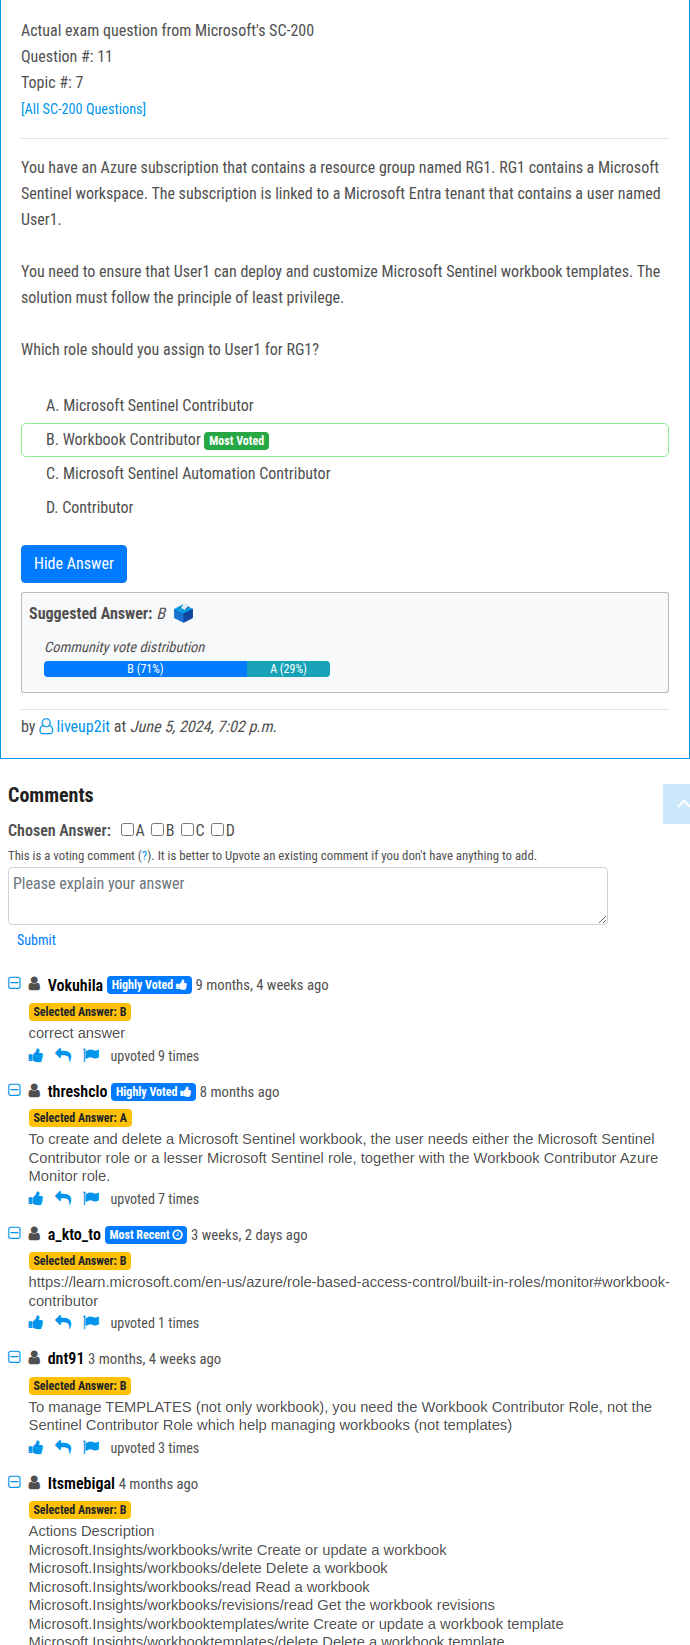 Actual exam question from Microsoft's SC-200
Question #: 11
Topic #: 7
[All SC-200 Questions]
You have an Azure subscription that contains a resource group named RG1. RG1 contains a Microsoft
Sentinel workspace. The subscription is linked to a Microsoft Entra tenant that contains a user named
User1.
You need to ensure that User1 can deploy and customize Microsoft Sentinel workbook templates. The
solution must follow the principle of least privilege.
Which role should you assign to User1 for RG1?
A. Microsoft Sentinel Contributor
B. Workbook Contributor Most Voted
C. Microsoft Sentinel Automation Contributor
D. Contributor
Hide Answer
Suggested Answer: B
Community vote distribution
B (71%) A (29%)
by liveup2it at June 5, 2024, 7:02 p.m.
Comments
Chosen Answer: A B C D
This is a voting comment (?). It is better to Upvote an existing comment if you don't have anything to add.
Please explain your answer
Submit
Vokuhila Highly Voted 9 months, 4 weeks ago
Selected Answer: B
correct answer
upvoted 9 times
threshclo Highly Voted 8 months ago
Selected Answer: A
To create and delete a Microsoft Sentinel workbook, the user needs either the Microsoft Sentinel
Contributor role or a lesser Microsoft Sentinel role, together with the Workbook Contributor Azure
Monitor role.
upvoted 7 times
a_kto_to Most Recent 3 weeks, 2 days ago
Selected Answer: B
https://learn.microsoft.com/en-us/azure/role-based-access-control/built-in-roles/monitor#workbook-
contributor
upvoted 1 times
dnt91 3 months, 4 weeks ago
Selected Answer: B
To manage TEMPLATES (not only workbook), you need the Workbook Contributor Role, not the
Sentinel Contributor Role which help managing workbooks (not templates)
upvoted 3 times
Itsmebigal 4 months ago
Selected Answer: B
Actions Description
Microsoft.Insights/workbooks/write Create or update a workbook
Microsoft.Insights/workbooks/delete Delete a workbook
Microsoft.Insights/workbooks/read Read a workbook
Microsoft.Insights/workbooks/revisions/read Get the workbook revisions
Microsoft.Insights/workbooktemplates/write Create or update a workbook template
Microsoft.Insights/workbooktemplates/delete Delete a workbook template